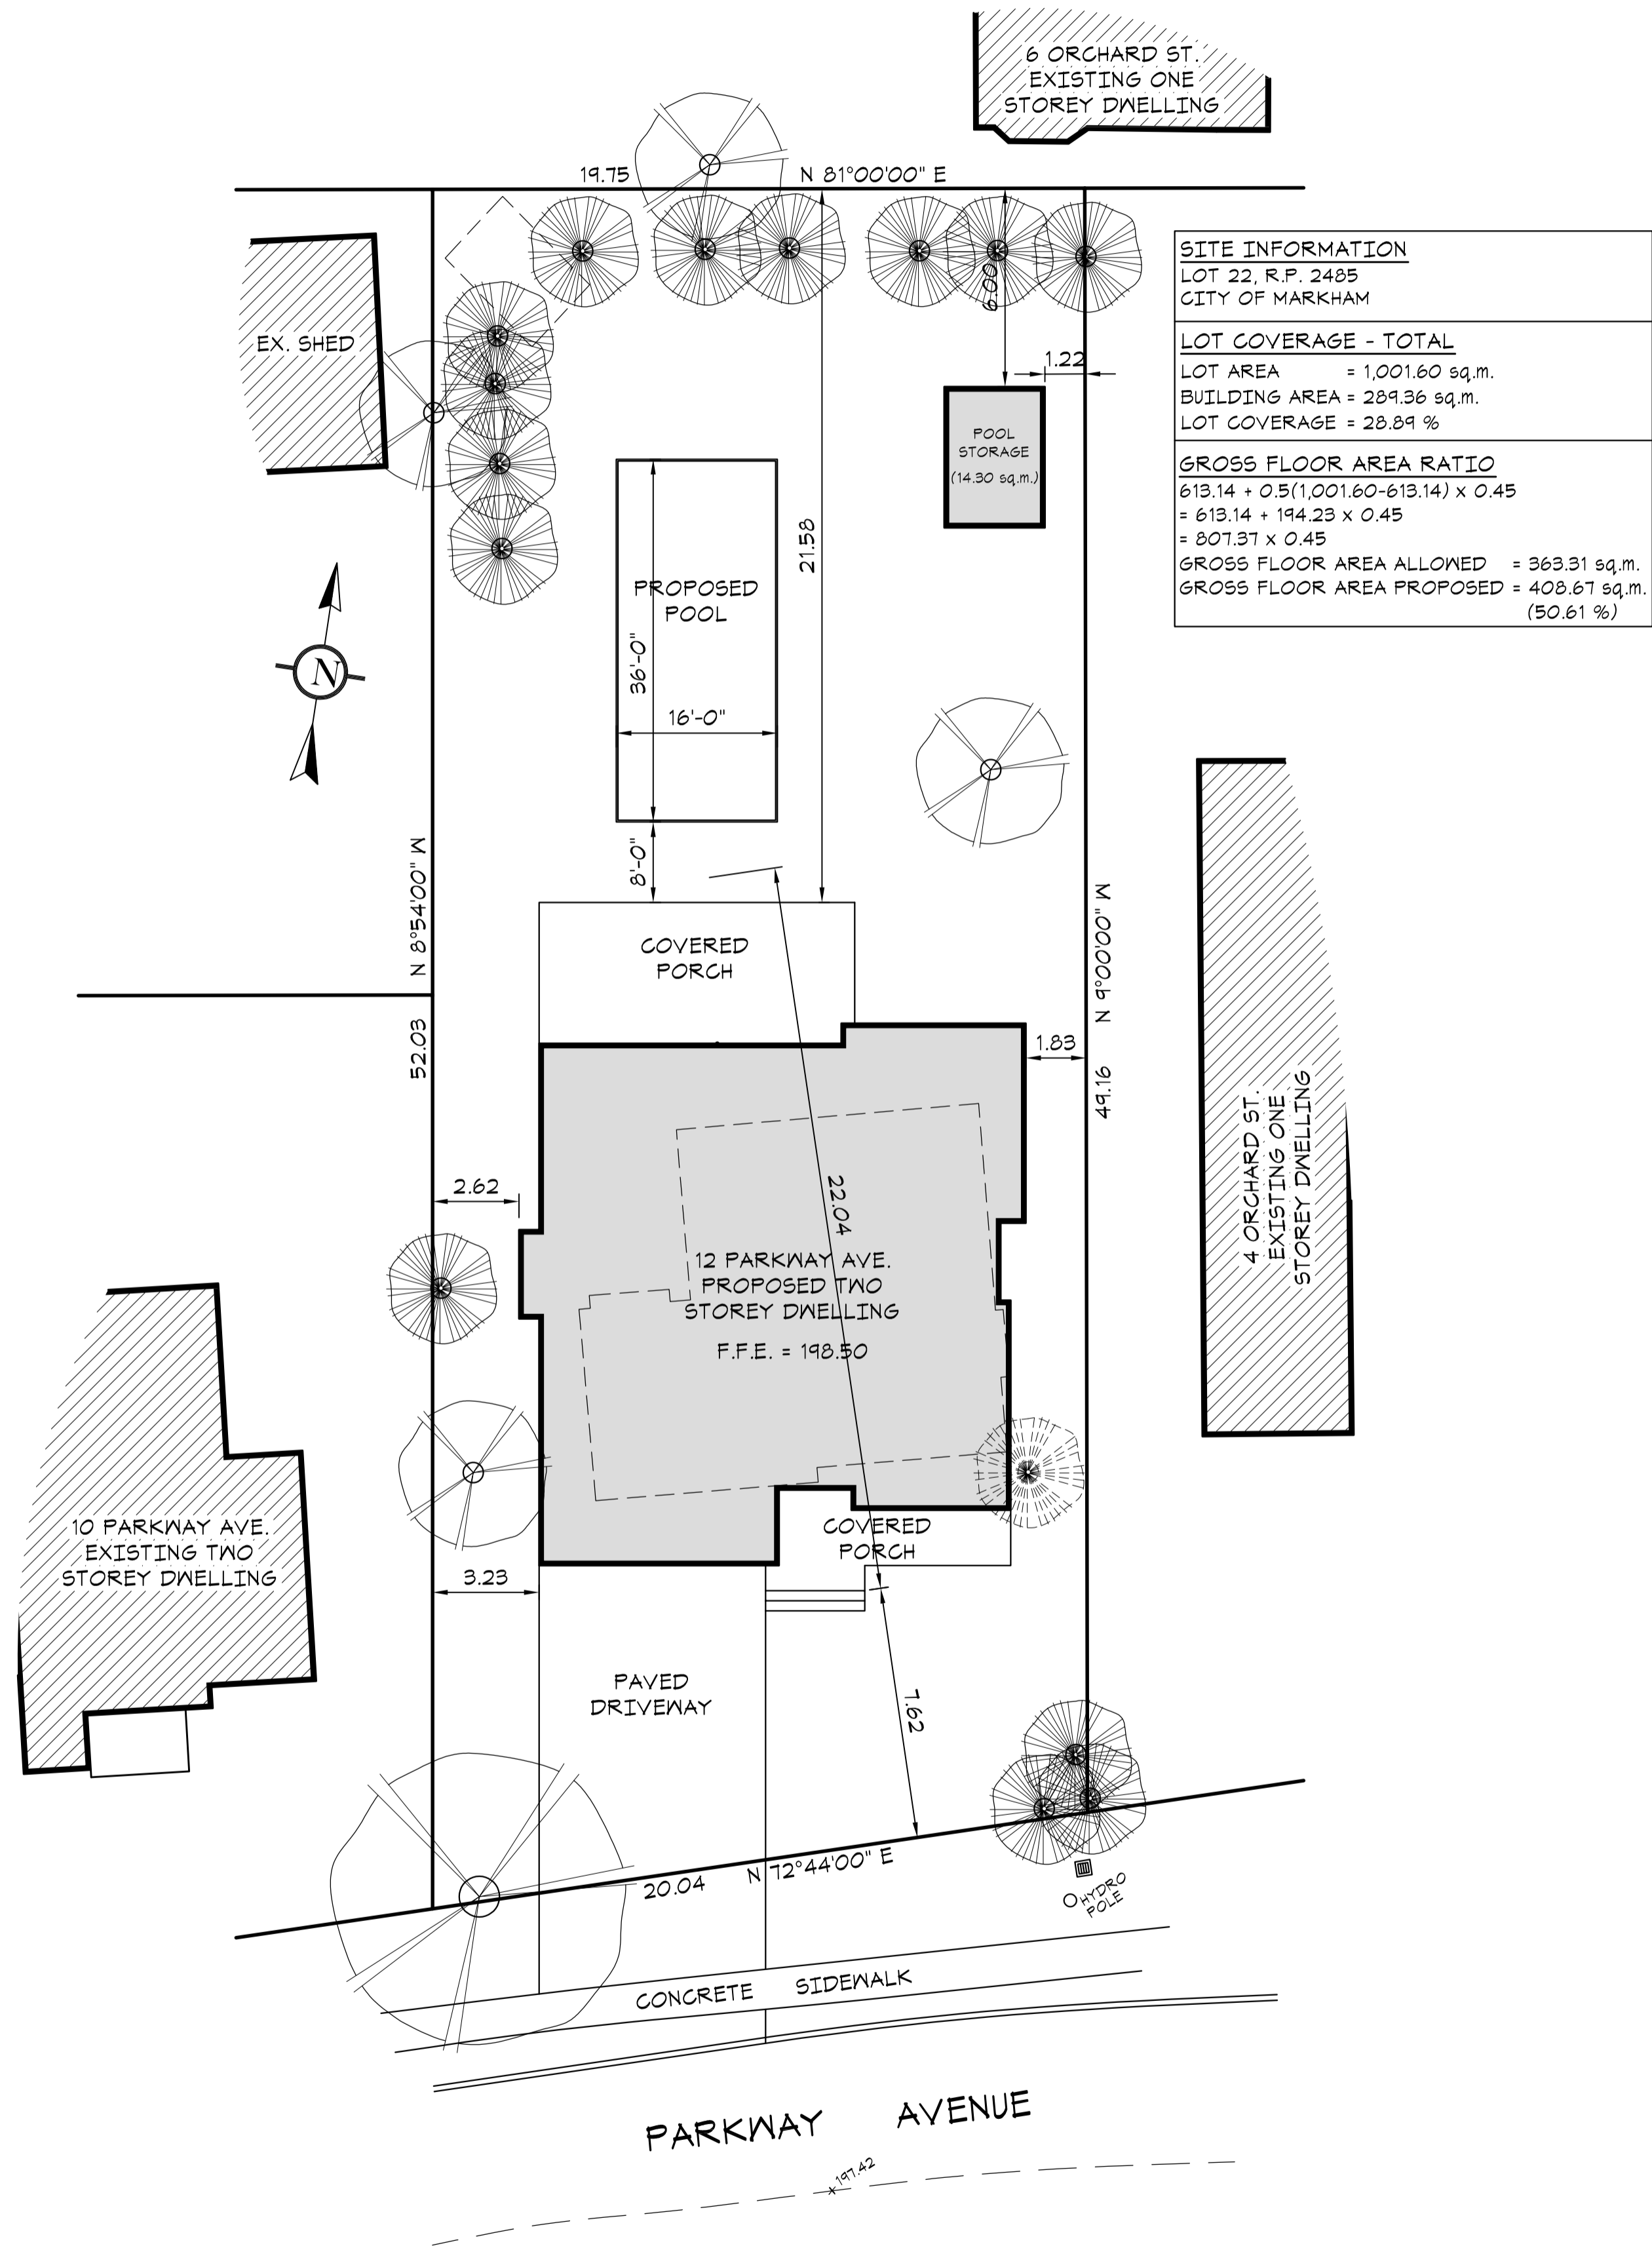 6 ORCHARD ST.
EXISTING ONE
STOREY DWELLING
19.75
N 81°00'00" E
SITE INFORMATION
LOT 22, R.P. 2485
CITY OF MARKHAM
LOT COVERAGE - TOTAL
LOT AREA = 1,001.60 sq.m.
BUILDING AREA = 289.36 sq.m.
LOT COVERAGE = 28.89 %
GROSS FLOOR AREA RATIO
613.14 + 0.5(1,001.60-613.14) x 0.45
= 613.14 + 194.23 x 0.45
= 807.37 x 0.45
GROSS FLOOR AREA ALLOWED = 363.31 sq.m.
GROSS FLOOR AREA PROPOSED = 408.67 sq.m.
(50.61 %)
EX. SHED
6.00
1.22
POOL
STORAGE
(14.30 sq.m.)
21.58
PROPOSED
POOL
36'-0"
16'-0"
N
8'-0"
N 8°54'00" W
52.03
COVERED
PORCH
N 9°00'00" W
49.16
1.83
2.62
22.04
12 PARKWAY AVE.
PROPOSED TWO
STOREY DWELLING
F.F.E. = 198.50
4 ORCHARD ST.
EXISTING ONE
STOREY DWELLING
10 PARKWAY AVE.
EXISTING TWO
STOREY DWELLING
COVERED
PORCH
3.23
PAVED
DRIVEWAY
7.62
20.04
N 72°44'00" E
HYDRO
POLE
CONCRETE SIDEWALK
PARKWAY AVENUE
x 197.42